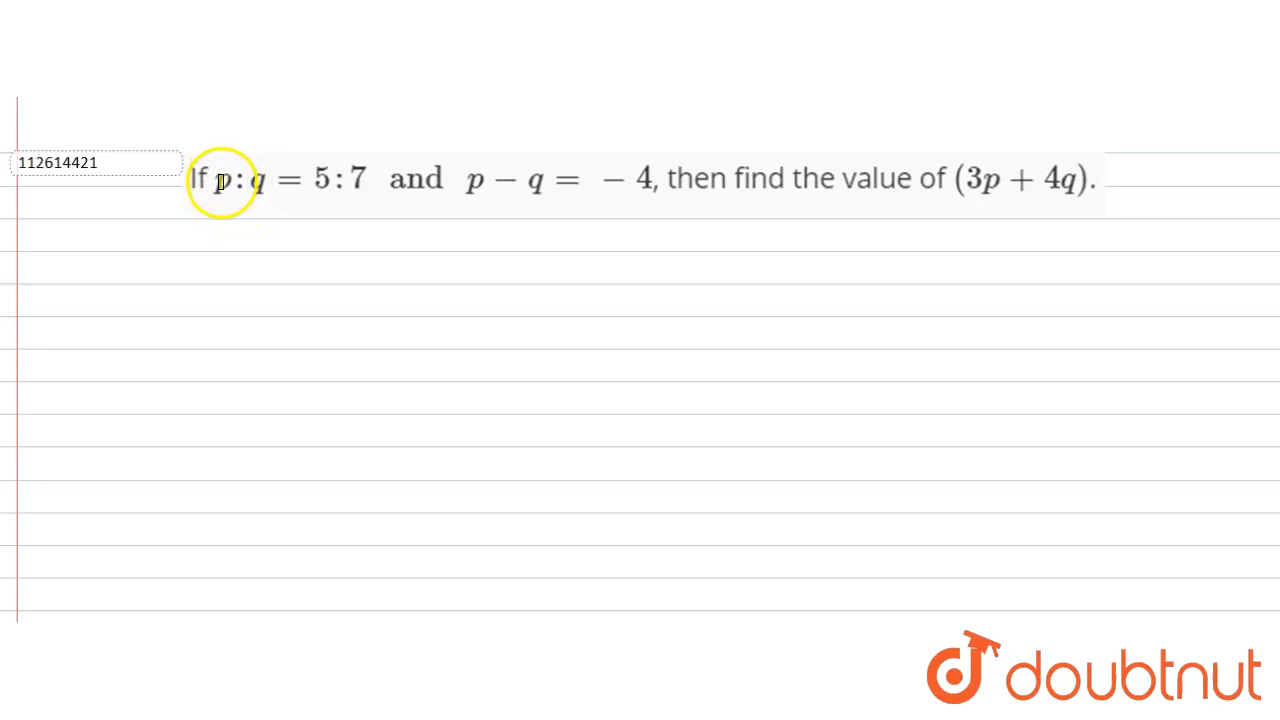 112614421
If p : q = 5 : 7 and p − q = − 4, then find the value of (3p + 4q).
doubtnut